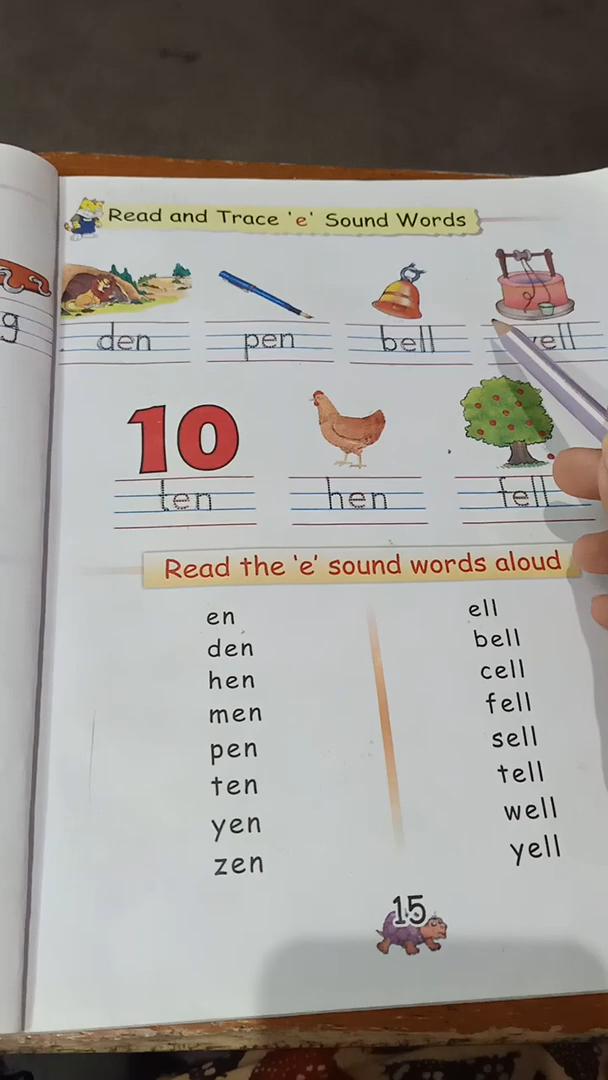 Read and Trace 'e' Sound Words
g
den pen bell
10
ten hen fell
Read the 'e' sound words aloud
en ell
den bell
hen cell
men fell
pen sell
ten tell
yen well
zen yell
15